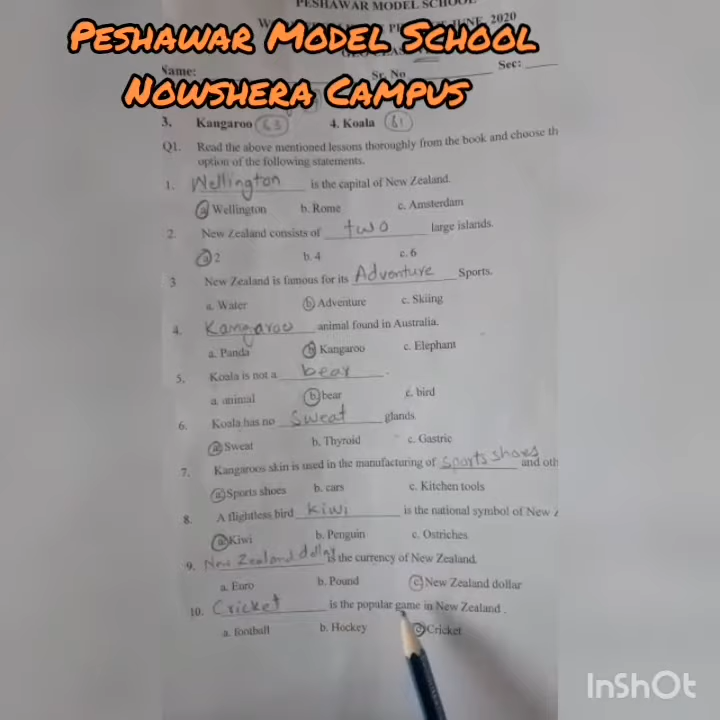 PESHAWAR MODEL SCHOOL
JUNE, 2020
PESHAWAR MODEL SCHOOL
Name: Sr. No Sec:
NOWSHERA CAMPUS
3. Kangaroo 63 4. Koala 61
Q1. Read the above mentioned lessons thoroughly from the book and choose th
option of the following statements.
1. Wellington is the capital of New Zealand.
a Wellington b. Rome c. Amsterdam
2. New Zealand consists of two large islands.
a 2 b. 4 c. 6
3 New Zealand is famous for its Adventure Sports.
a. Water b Adventure c. Skiing
4. Kangaroo animal found in Australia.
a. Panda b Kangaroo c. Elephant
5. Koala is not a bear .
a. animal b. bear c. bird
6. Koala has no Sweat glands.
a Sweat b. Thyroid c. Gastric
7. Kangaroos skin is used in the manufacturing of sports shoes and oth
a Sports shoes b. cars c. Kitchen tools
8. A flightless bird kiwi is the national symbol of New Z
a Kiwi b. Penguin c. Ostriches
9. New Zealand dollar is the currency of New Zealand.
a. Euro b. Pound c New Zealand dollar
10. Cricket is the popular game in New Zealand .
a. football b. Hockey c Cricket
InShOt